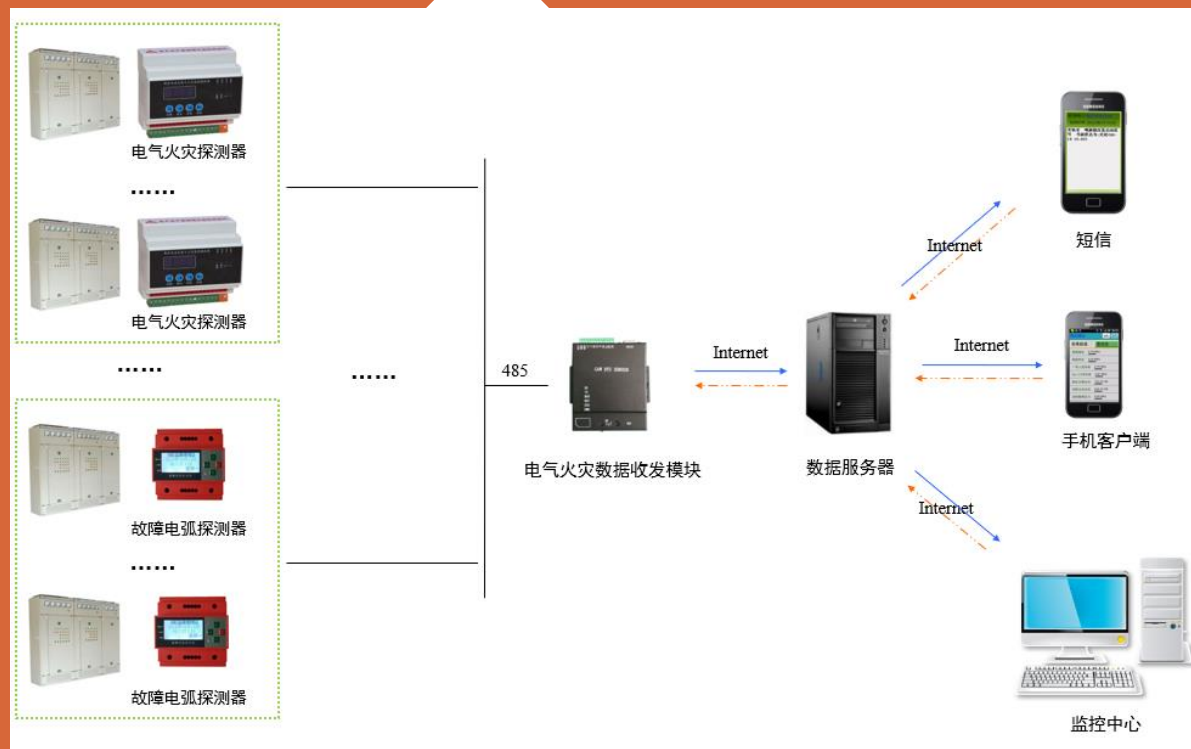 电气火灾探测器
……
电气火灾探测器
……
……
故障电弧探测器
……
故障电弧探测器
485
电气火灾数据收发模块
Internet
数据服务器
Internet
短信
Internet
手机客户端
Internet
监控中心